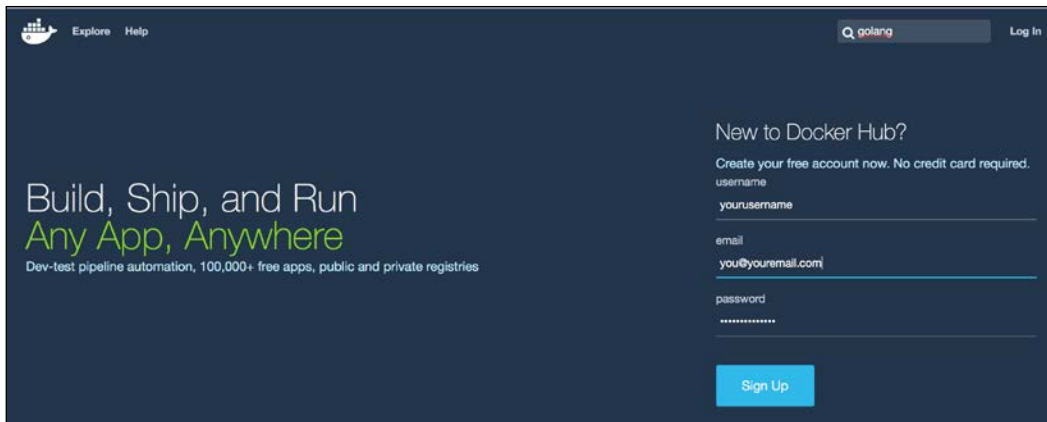 Explore Help
golang
Log In
New to Docker Hub?
Create your free account now. No credit card required.
username
yourusername
email
you@youremail.com
password
••••••••••••••
Sign Up
Build, Ship, and Run
Any App, Anywhere
Dev-test pipeline automation, 100,000+ free apps, public and private registries